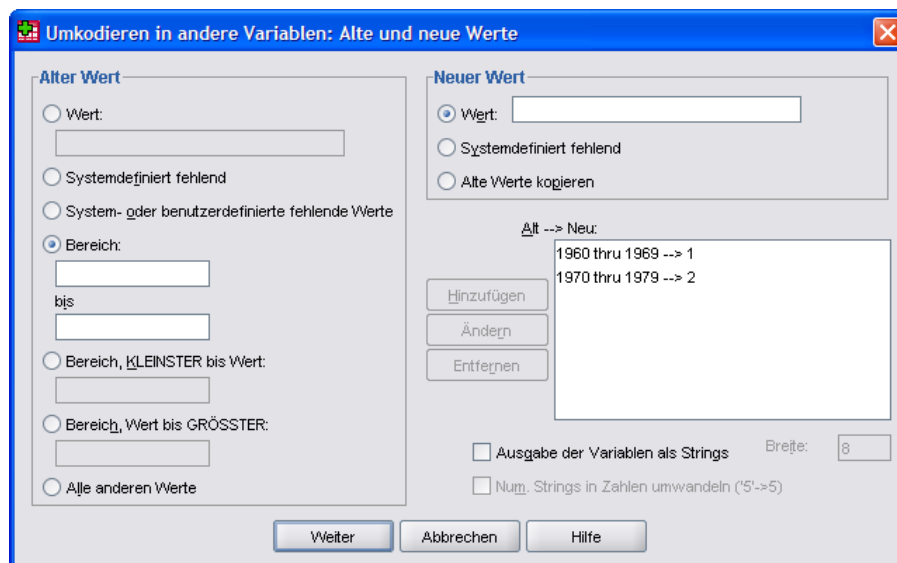 Umkodieren in andere Variablen: Alte und neue Werte
Alter Wert
Wert:
Systemdefiniert fehlend
System- oder benutzerdefinierte fehlende Werte
Bereich:
bis
Bereich, KLEINSTER bis Wert:
Bereich, Wert bis GRÖSSTER:
Alle anderen Werte
Neuer Wert
Wert:
Systemdefiniert fehlend
Alte Werte kopieren
Alt --> Neu:
1960 thru 1969 --> 1
1970 thru 1979 --> 2
Hinzufügen
Ändern
Entfernen
Ausgabe der Variablen als Strings
Breite:
8
Num. Strings in Zahlen umwandeln ('5'->5)
Weiter
Abbrechen
Hilfe